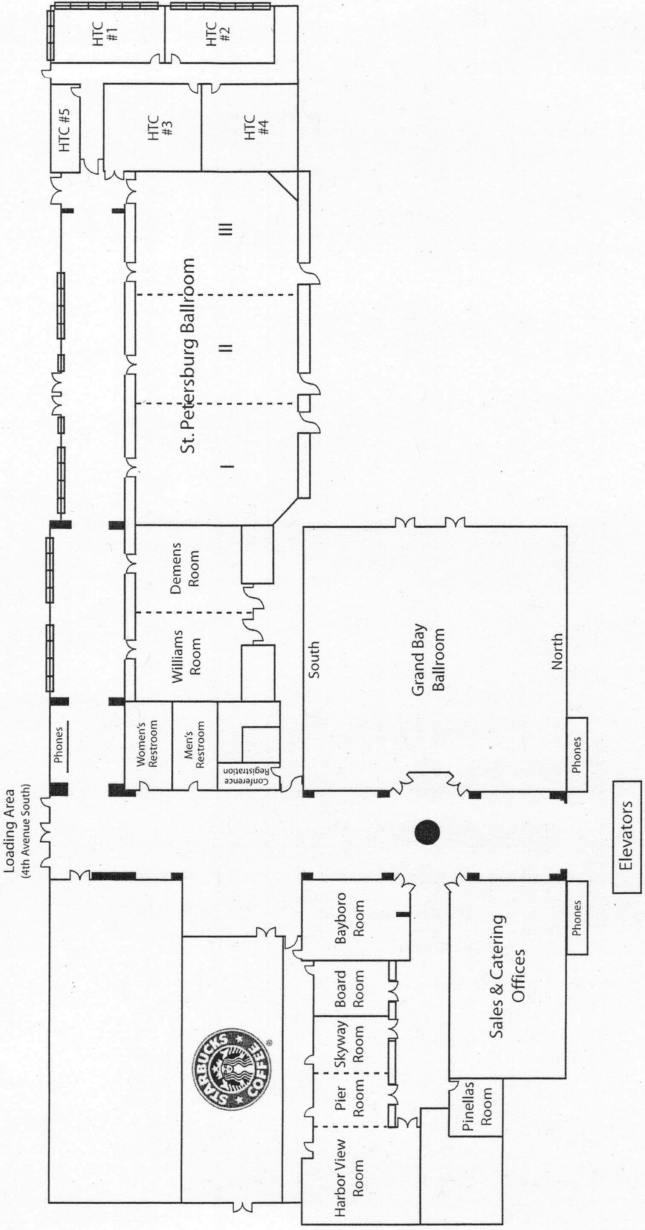 HTC
#1
HTC
#2
HTC #5
HTC
#3
HTC
#4
St. Petersburg Ballroom
III
II
I
Demens
Room
Williams
Room
South
Grand Bay
Ballroom
North
Women's
Restroom
Men's
Restroom
Conference
Registration
Phones
Phones
Loading Area
(4th Avenue South)
Elevators
Phones
Bayboro
Room
Board
Room
Skyway
Room
Pier
Room
Harbor View
Room
Sales & Catering
Offices
Pinellas
Room
STARBUCKS
COFFEE
®